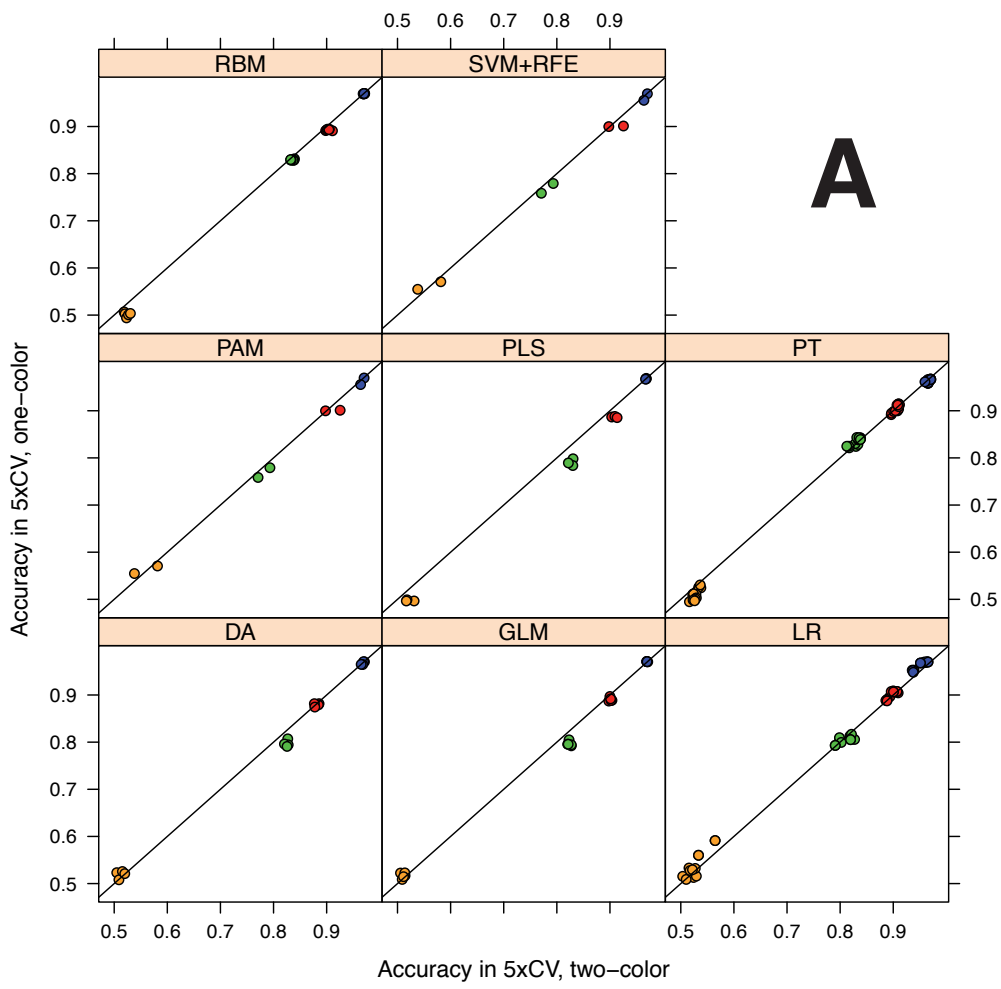 0.5 0.6 0.7 0.8 0.9
RBM SVM+RFE
A
0.9
0.8
0.7
0.6
0.5
PAM PLS PT
0.9
0.8
0.7
0.6
0.5
DA GLM LR
0.9
0.8
0.7
0.6
0.5
0.5 0.6 0.7 0.8 0.9 0.5 0.6 0.7 0.8 0.9
Accuracy in 5xCV, one−color
Accuracy in 5xCV, two−color